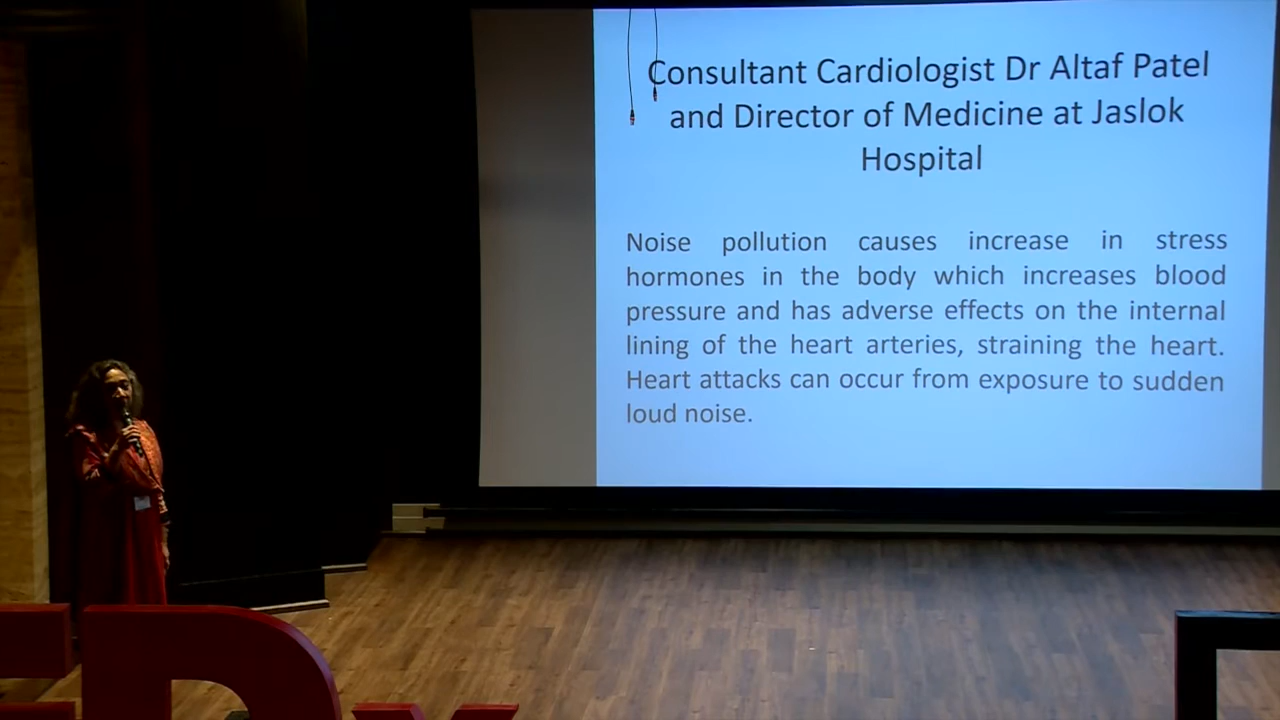 Consultant Cardiologist Dr Altaf Patel
and Director of Medicine at Jaslok
Hospital
Noise pollution causes increase in stress
hormones in the body which increases blood
pressure and has adverse effects on the internal
lining of the heart arteries, straining the heart.
Heart attacks can occur from exposure to sudden
loud noise.
EDx